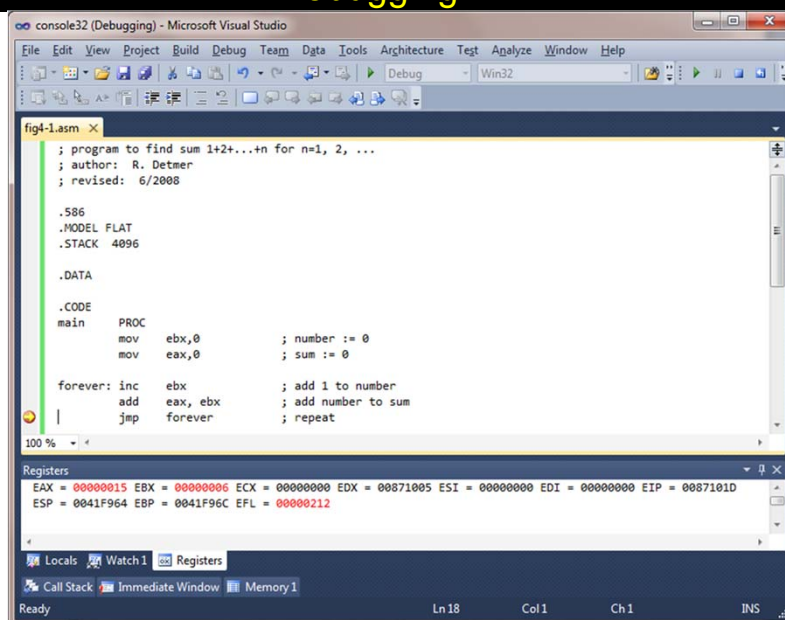 console32 (Debugging) - Microsoft Visual Studio
File Edit View Project Build Debug Team Data Tools Architecture Test Analyze Window Help
Debug Win32
fig4-1.asm
; program to find sum 1+2+...+n for n=1, 2, ...
; author: R. Detmer
; revised: 6/2008
.586
.MODEL FLAT
.STACK 4096
.DATA
.CODE
main PROC
mov ebx,0 ; number := 0
mov eax,0 ; sum := 0
forever: inc ebx ; add 1 to number
add eax, ebx ; add number to sum
jmp forever ; repeat
100 %
Registers
EAX = 00000015 EBX = 00000006 ECX = 00000000 EDX = 00871005 ESI = 00000000 EDI = 00000000 EIP = 0087101D
ESP = 0041F964 EBP = 0041F96C EFL = 00000212
Locals Watch 1 Registers
Call Stack Immediate Window Memory 1
Ready Ln 18 Col 1 Ch 1 INS